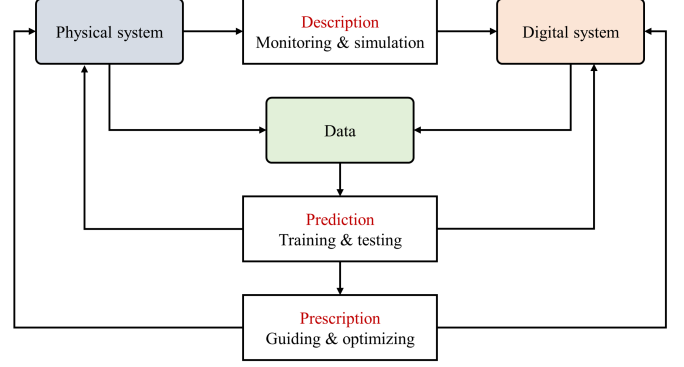 Description
Physical system
Monitoring & simulation
Digital system
Data
Prediction
Training & testing
Prescription
Guiding & optimizing